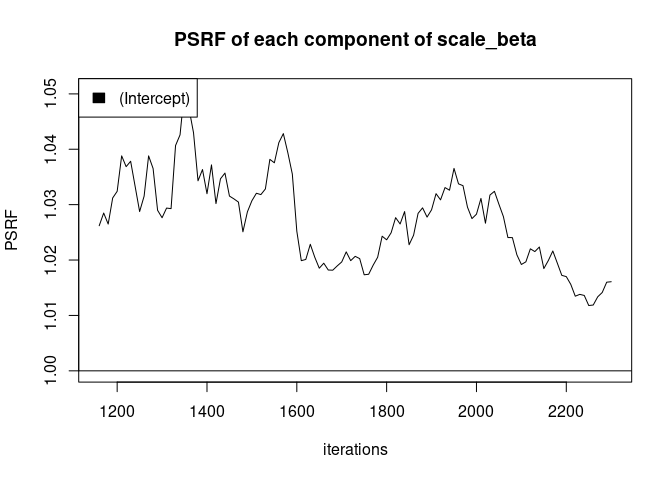 PSRF of each component of scale_beta
(Intercept)
PSRF
1.05
1.04
1.03
1.02
1.01
1.00
1200 1400 1600 1800 2000 2200
iterations